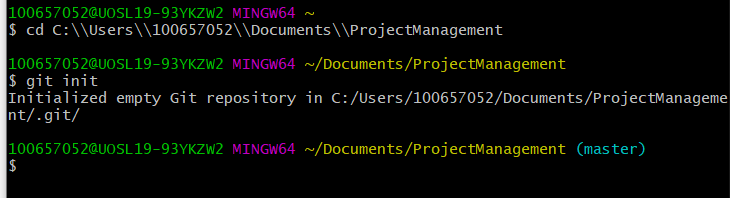 100657052@UOSL19-93YKZW2 MINGW64 ~
$ cd C:\\Users\\100657052\\Documents\\ProjectManagement
100657052@UOSL19-93YKZW2 MINGW64 ~/Documents/ProjectManagement
$ git init
Initialized empty Git repository in C:/Users/100657052/Documents/ProjectManageme
nt/.git/
100657052@UOSL19-93YKZW2 MINGW64 ~/Documents/ProjectManagement (master)
$